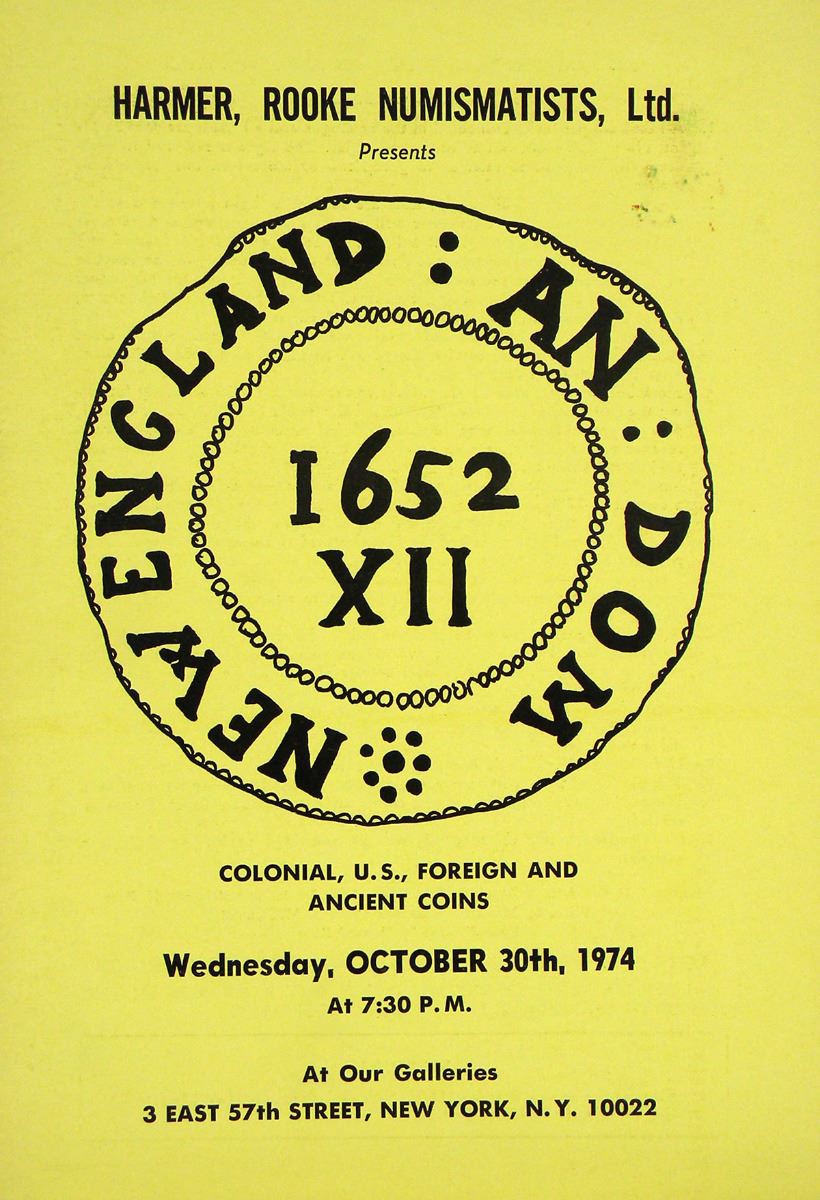 HARMER, ROOKE NUMISMATISTS, Ltd.
Presents
NEW ENGLAND : AN : DOM
1652
XII
COLONIAL, U.S., FOREIGN AND
ANCIENT COINS
Wednesday, OCTOBER 30th, 1974
At 7:30 P.M.
At Our Galleries
3 EAST 57th STREET, NEW YORK, N.Y. 10022